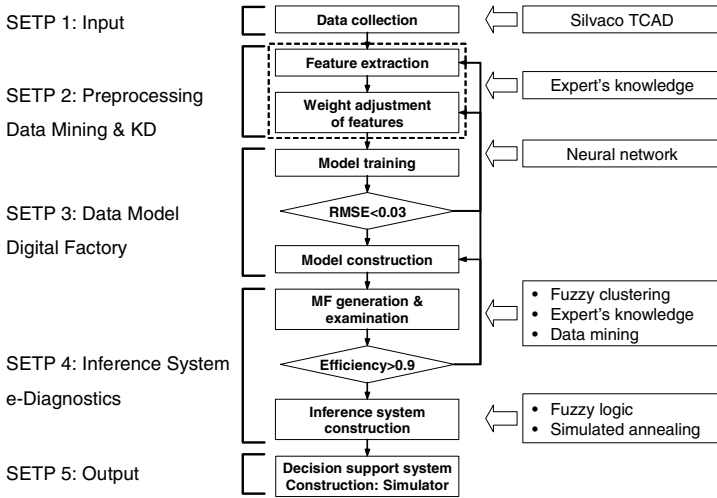 SETP 1: Input
Data collection
Silvaco TCAD
SETP 2: Preprocessing
Data Mining & KD
Feature extraction
Weight adjustment
of features
Expert's knowledge
SETP 3: Data Model
Digital Factory
Model training
RMSE<0.03
Model construction
Neural network
SETP 4: Inference System
e-Diagnostics
MF generation &
examination
Efficiency>0.9
Inference system
construction
• Fuzzy clustering
• Expert's knowledge
• Data mining
• Fuzzy logic
• Simulated annealing
SETP 5: Output
Decision support system
Construction: Simulator